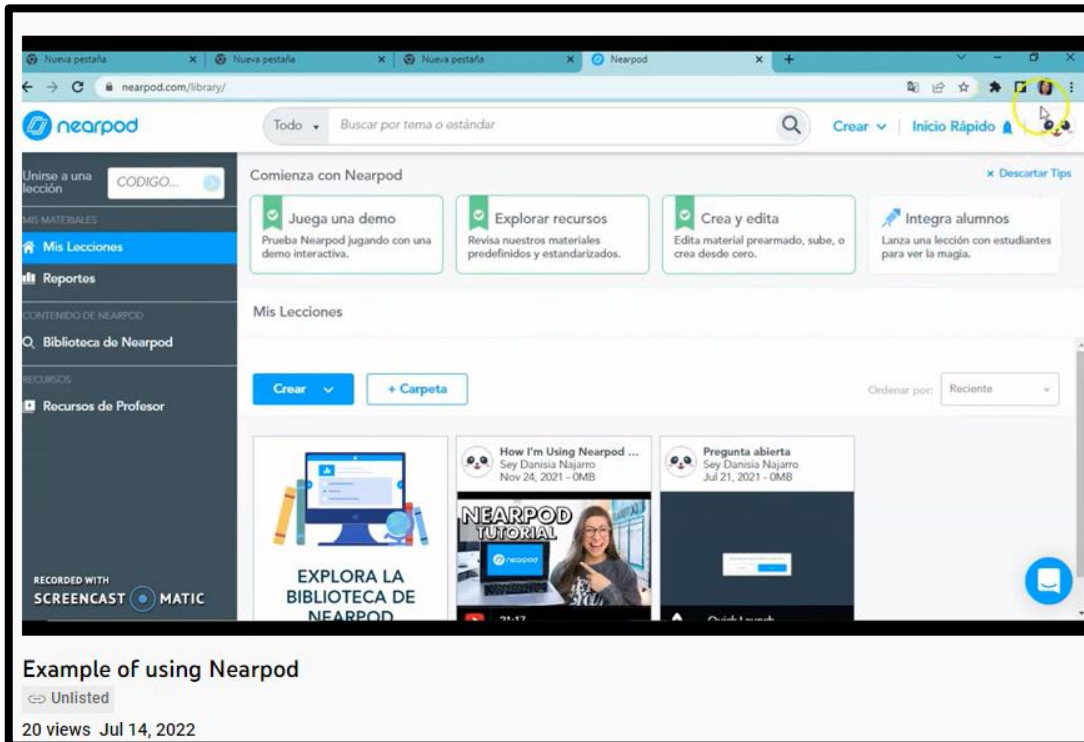 Nueva pestaña
Nueva pestaña
Nueva pestaña
Nearpod
nearpod.com/library/
nearpod
Todo
Buscar por tema o estándar
Crear
Inicio Rápido
Unirse a una
lección
CODIGO...
MIS MATERIALES
Mis Lecciones
Reportes
CONTENIDO DE NEARPOD
Biblioteca de Nearpod
RECURSOS
Recursos de Profesor
RECORDED WITH
SCREENCAST MATIC
Comienza con Nearpod
× Descartar Tips
Juega una demo
Prueba Nearpod jugando con una
demo interactiva.
Explorar recursos
Revisa nuestros materiales
predefinidos y estandarizados.
Crea y edita
Edita material prearmado, sube, o
crea desde cero.
Integra alumnos
Lanza una lección con estudiantes
para ver la magia.
Mis Lecciones
Crear
+ Carpeta
Ordenar por:
Reciente
EXPLORA LA
BIBLIOTECA DE
NEARPOD
How I'm Using Nearpod ...
Sey Danisia Najarro
Nov 24, 2021 - 0MB
NEARPOD
TUTORIAL
nearpod
21:17
Pregunta abierta
Sey Danisia Najarro
Jul 21, 2021 - 0MB
Quick Launch
Example of using Nearpod
Unlisted
20 views Jul 14, 2022